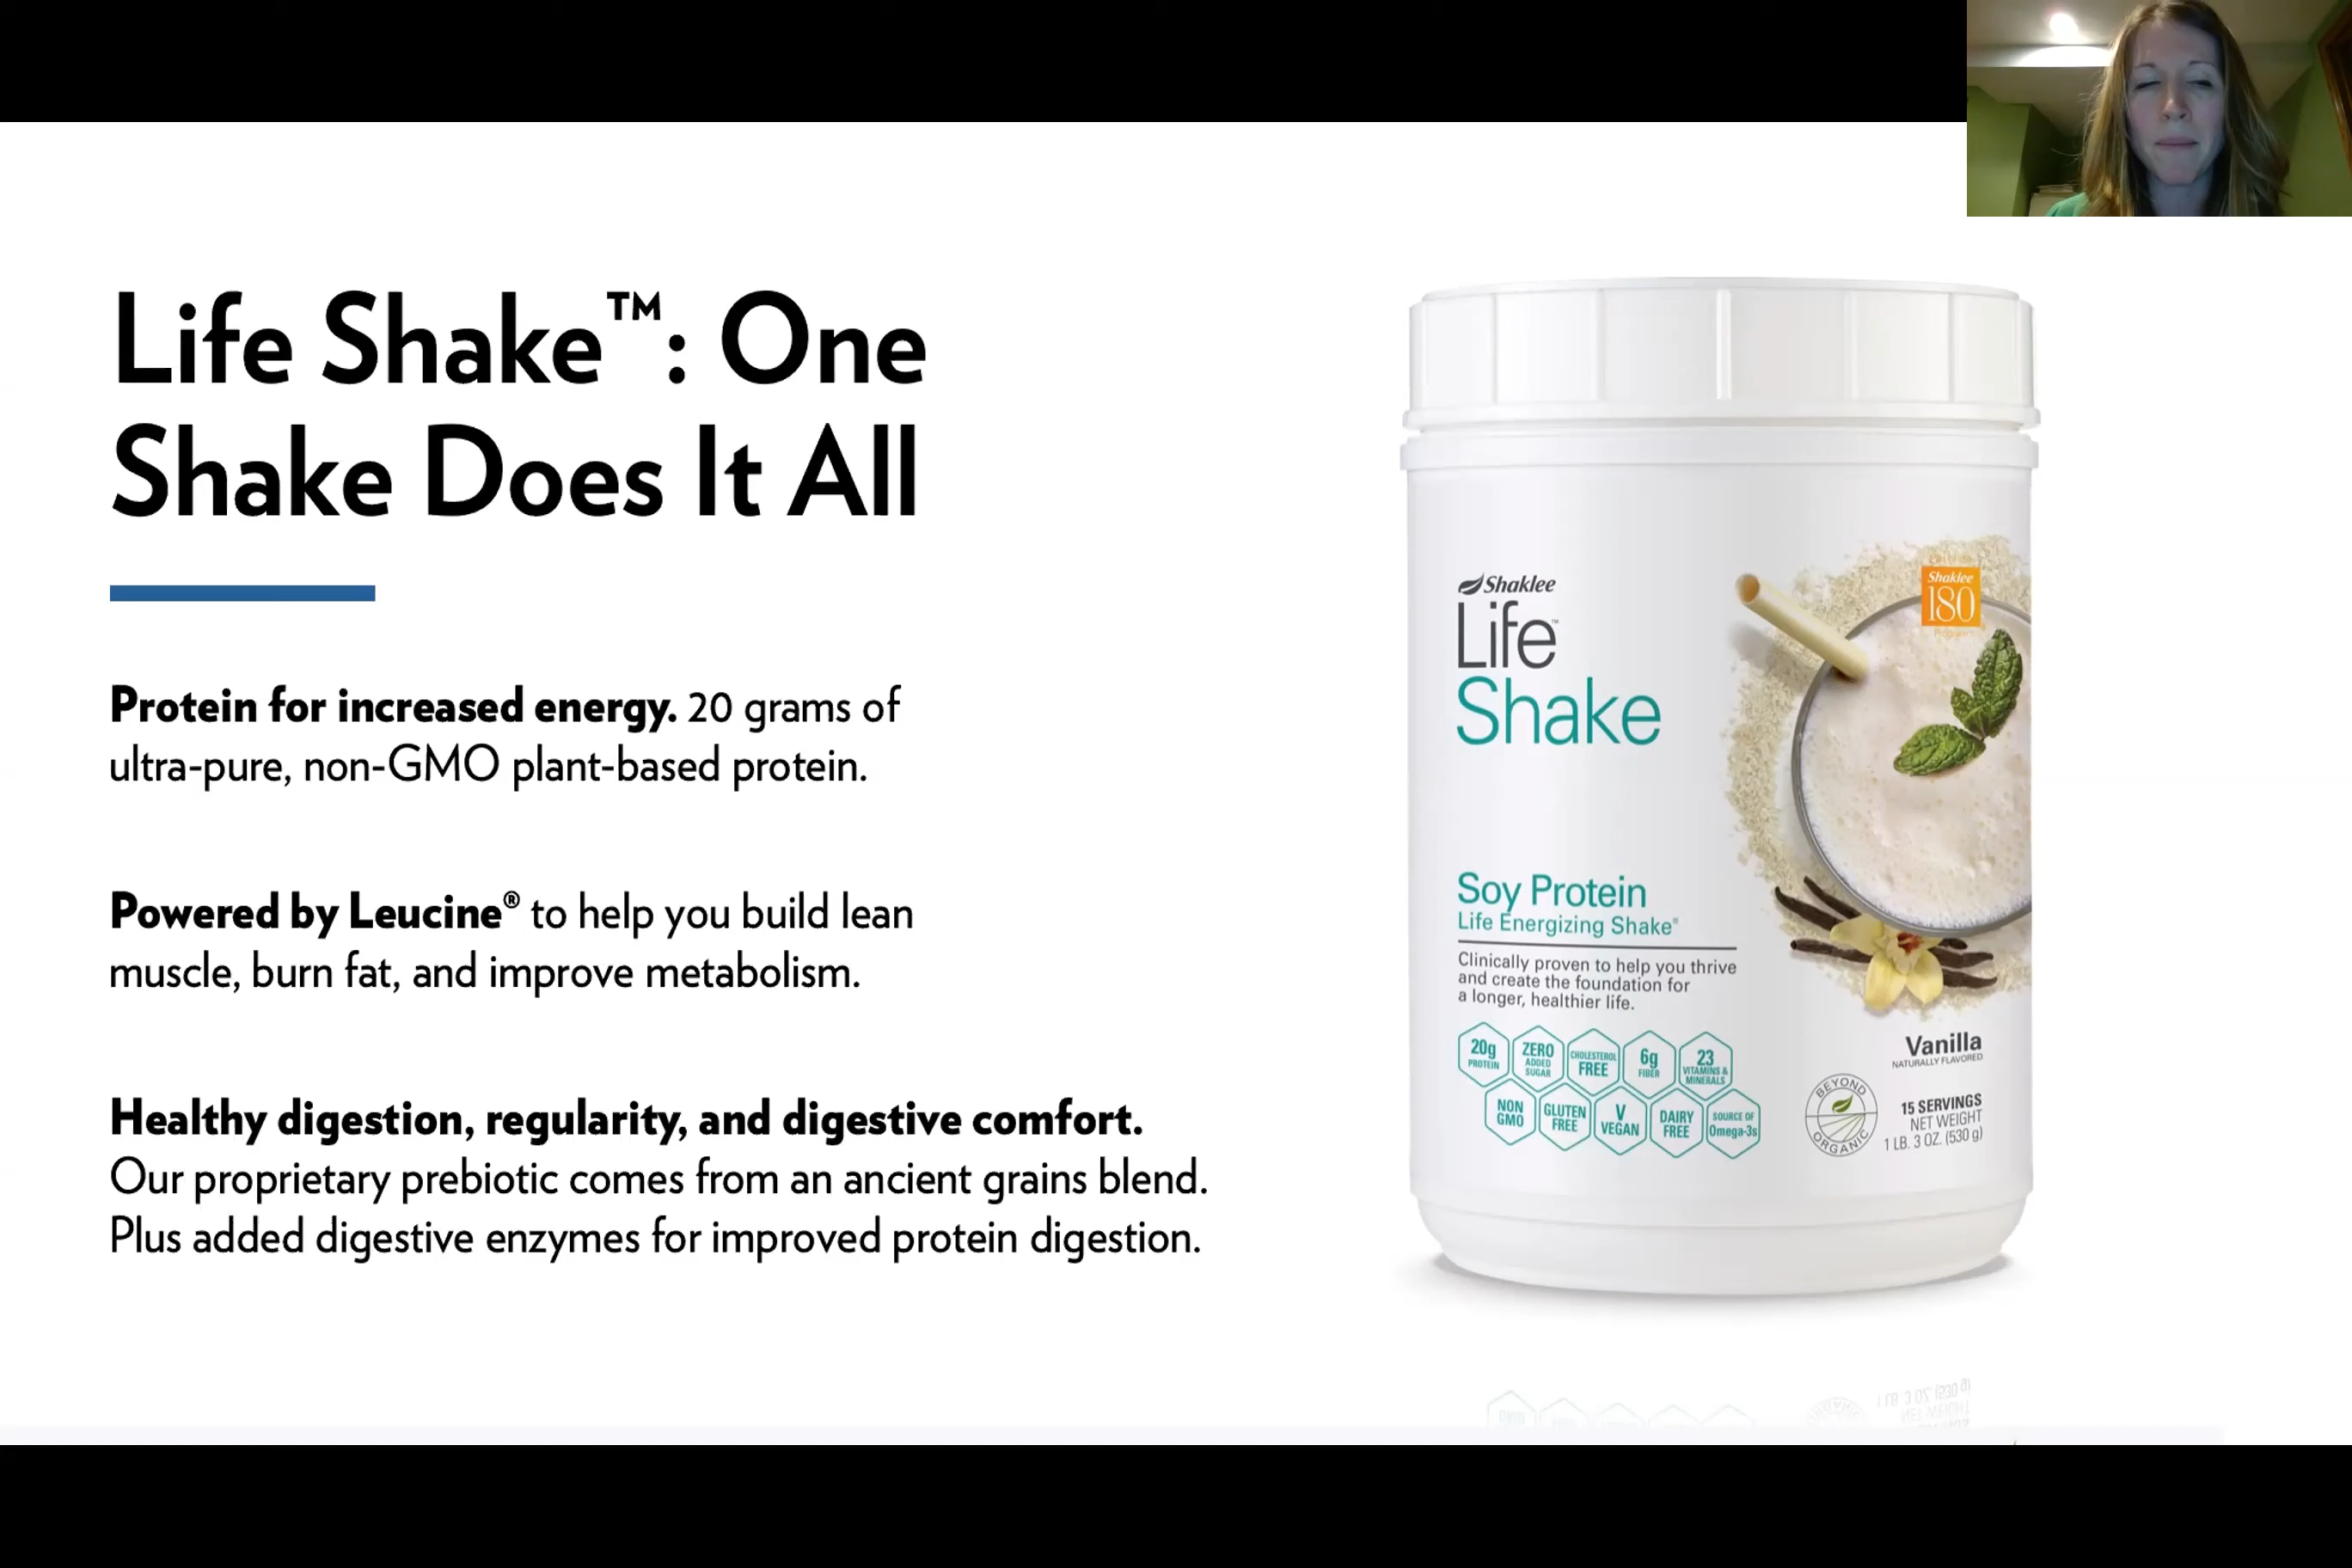 Life Shake™: One
Shake Does It All
Protein for increased energy. 20 grams of
ultra-pure, non-GMO plant-based protein.
Powered by Leucine® to help you build lean
muscle, burn fat, and improve metabolism.
Healthy digestion, regularity, and digestive comfort.
Our proprietary prebiotic comes from an ancient grains blend.
Plus added digestive enzymes for improved protein digestion.
Shaklee
Life™
Shake
Shaklee
180
Soy Protein
Life Energizing Shake®
Clinically proven to help you thrive
and create the foundation for
a longer, healthier life.
20g
PROTEIN
ZERO
ADDED
SUGAR
CHOLESTEROL
FREE
6g
FIBER
23
VITAMINS &
MINERALS
NON
GMO
GLUTEN
FREE
V
VEGAN
DAIRY
FREE
SOURCE OF
Omega-3s
Vanilla
NATURALLY FLAVORED
BEYOND
ORGANIC
15 SERVINGS
NET WEIGHT
1 LB. 3 OZ. (530 g)